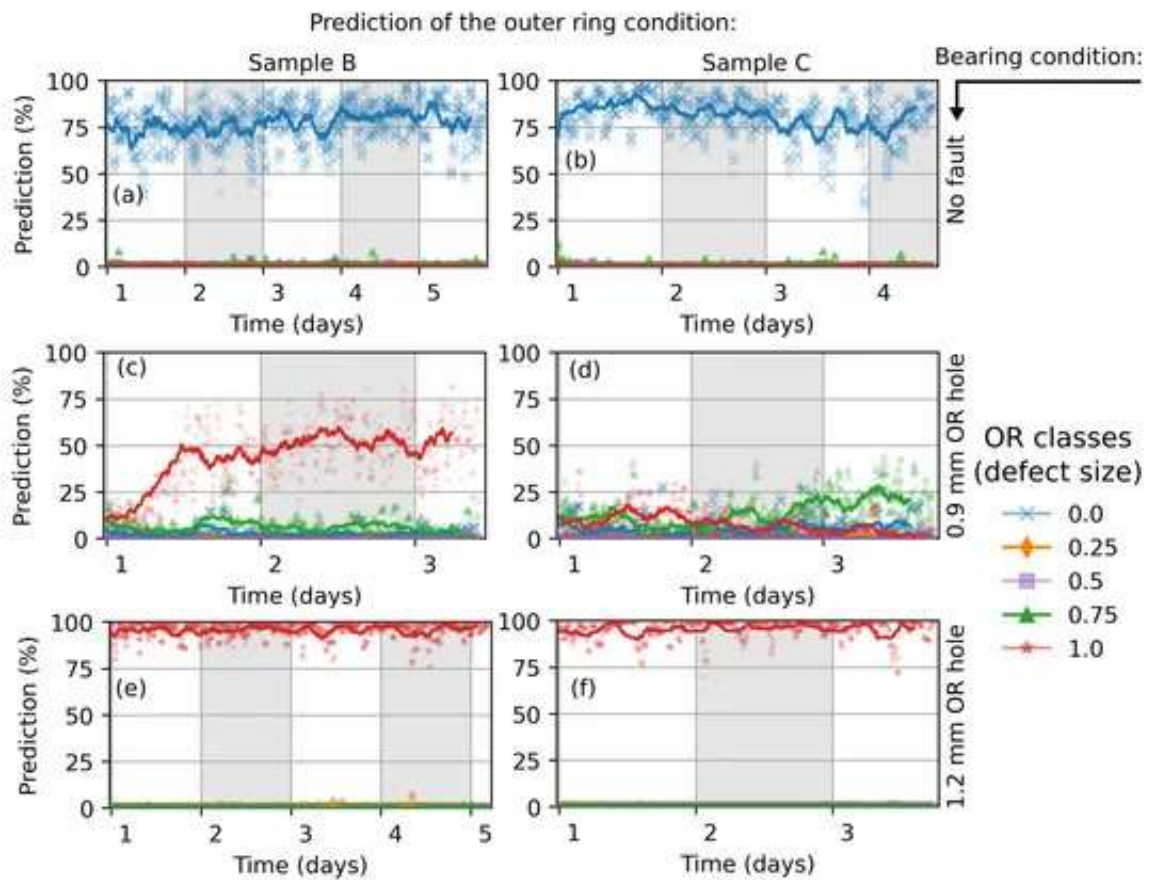 Prediction of the outer ring condition:
Sample B
Sample C
Bearing condition:
Prediction (%)
100
75
50
25
0
(a)
1 2 3 4 5
Time (days)
100
75
50
25
0
(b)
1 2 3 4
Time (days)
No fault
Prediction (%)
100
75
50
25
0
(c)
1 2 3
Time (days)
100
75
50
25
0
(d)
1 2 3
Time (days)
0.9 mm OR hole
Prediction (%)
100
75
50
25
0
(e)
1 2 3 4 5
Time (days)
100
75
50
25
0
(f)
1 2 3
Time (days)
1.2 mm OR hole
OR classes
(defect size)
0.0
0.25
0.5
0.75
1.0